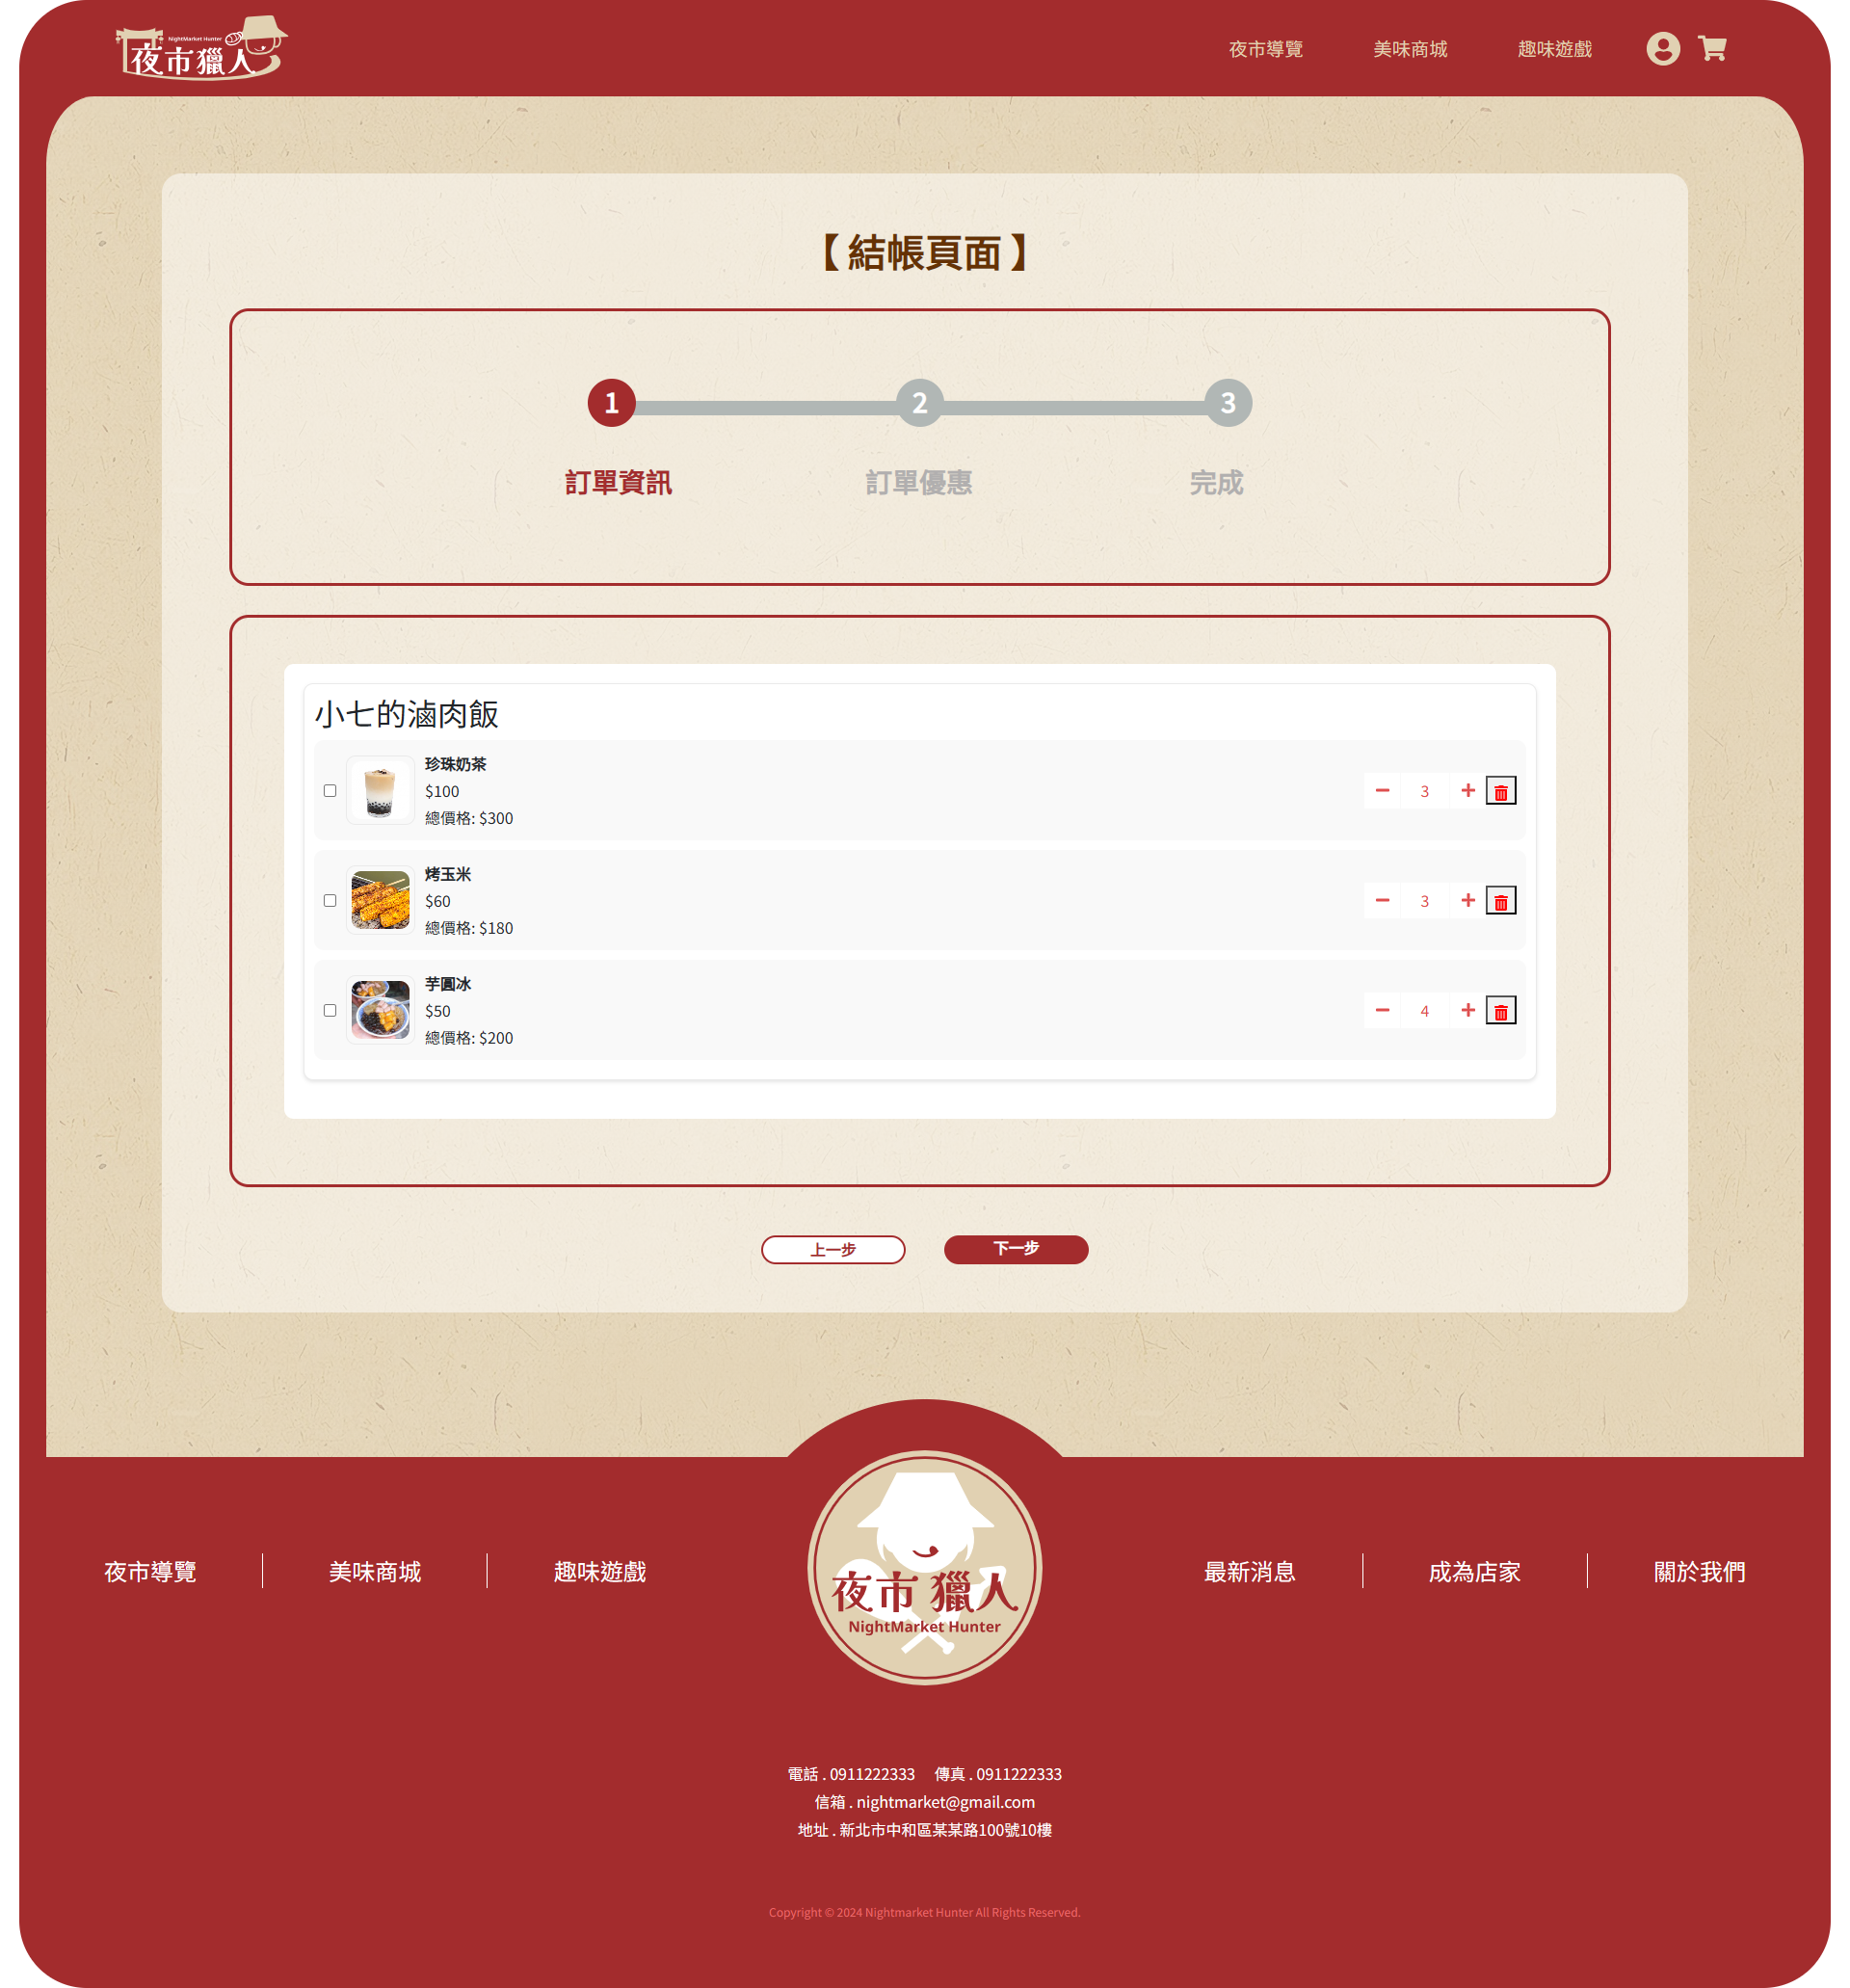 NightMarket Hunter
夜市獵人
夜市導覽
美味商城
趣味遊戲
【 結帳頁面 】
1
2
3
訂單資訊
訂單優惠
完成
小七的滷肉飯
珍珠奶茶
$100
總價格: $300
3
烤玉米
$60
總價格: $180
3
芋圓冰
$50
總價格: $200
4
上一步
下一步
夜市導覽
美味商城
趣味遊戲
夜市 獵人
NightMarket Hunter
最新消息
成為店家
關於我們
電話 . 0911222333 傳真 . 0911222333
信箱 . nightmarket@gmail.com
地址 . 新北市中和區某某路100號10樓
Copyright © 2024 Nightmarket Hunter All Rights Reserved.